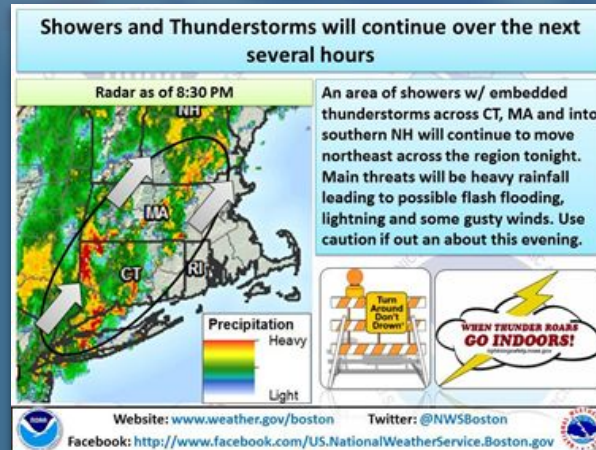 Showers and Thunderstorms will continue over the next
several hours
Radar as of 8:30 PM
NH
MA
CT
RI
Precipitation
Heavy
Light
An area of showers w/ embedded
thunderstorms across CT, MA and into
southern NH will continue to move
northeast across the region tonight.
Main threats will be heavy rainfall
leading to possible flash flooding,
lightning and some gusty winds. Use
caution if out an about this evening.
Turn
Around
Don't
Drown
WHEN THUNDER ROARS
GO INDOORS!
Website: www.weather.gov/boston Twitter: @NWSBoston
Facebook: http://www.facebook.com/US.NationalWeatherService.Boston.gov